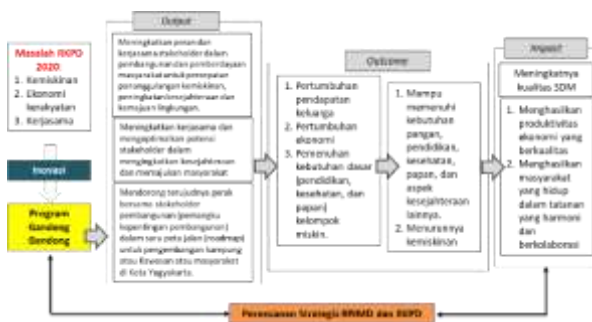 Output
Meningkatkan peran dan
kerjasama stakeholder dalam
pembangunan dan pemberdayaan
masyarakat untuk percepatan
penanggulangan kemiskinan,
peningkatan kesejahteraan dan
kemajuan lingkungan.
Meningkatkan kerjasama dan
mengoptimalkan potensi
stakeholder dalam
meningkatkan kesejahteraan
dan memajukan masyarakat
Mendorong terwujudnya gerak
bersama stakeholder
pembangunan (pemangku
kepentingan pembangunan)
dalam satu peta jalan (roadmap)
untuk pengembangan kampung
atau Kawasan atau masyarakat
di Kota Yogyakarta.
Masalah RKPD
2020:
1. Kemiskinan
2. Ekonomi
kerakyatan
3. Kerjasama
Inovasi
Program
Gandeng
Gendong
Outcome
1. Pertumbuhan
pendapatan
keluarga
2. Pertumbuhan
ekonomi
3. Pemenuhan
kebutuhan dasar
(pendidikan,
kesehatan, dan
papan)
kelompok
miskin.
1. Mampu
memenuhi
kebutuhan
pangan,
pendidikan,
kesehatan,
papan, dan
aspek
kesejahteraan
lainnya.
2. Menurunnya
kemiskinan
Impact
Meningkatnya
kualitas SDM
1. Menghasilkan
produktivitas
ekonomi yang
berkualitas
2. Menghasilkan
masyarakat
yang hidup
dalam tatanan
yang harmoni
dan
berkolaborasi
Perencanaan Strategis RPJMD dan RKPD